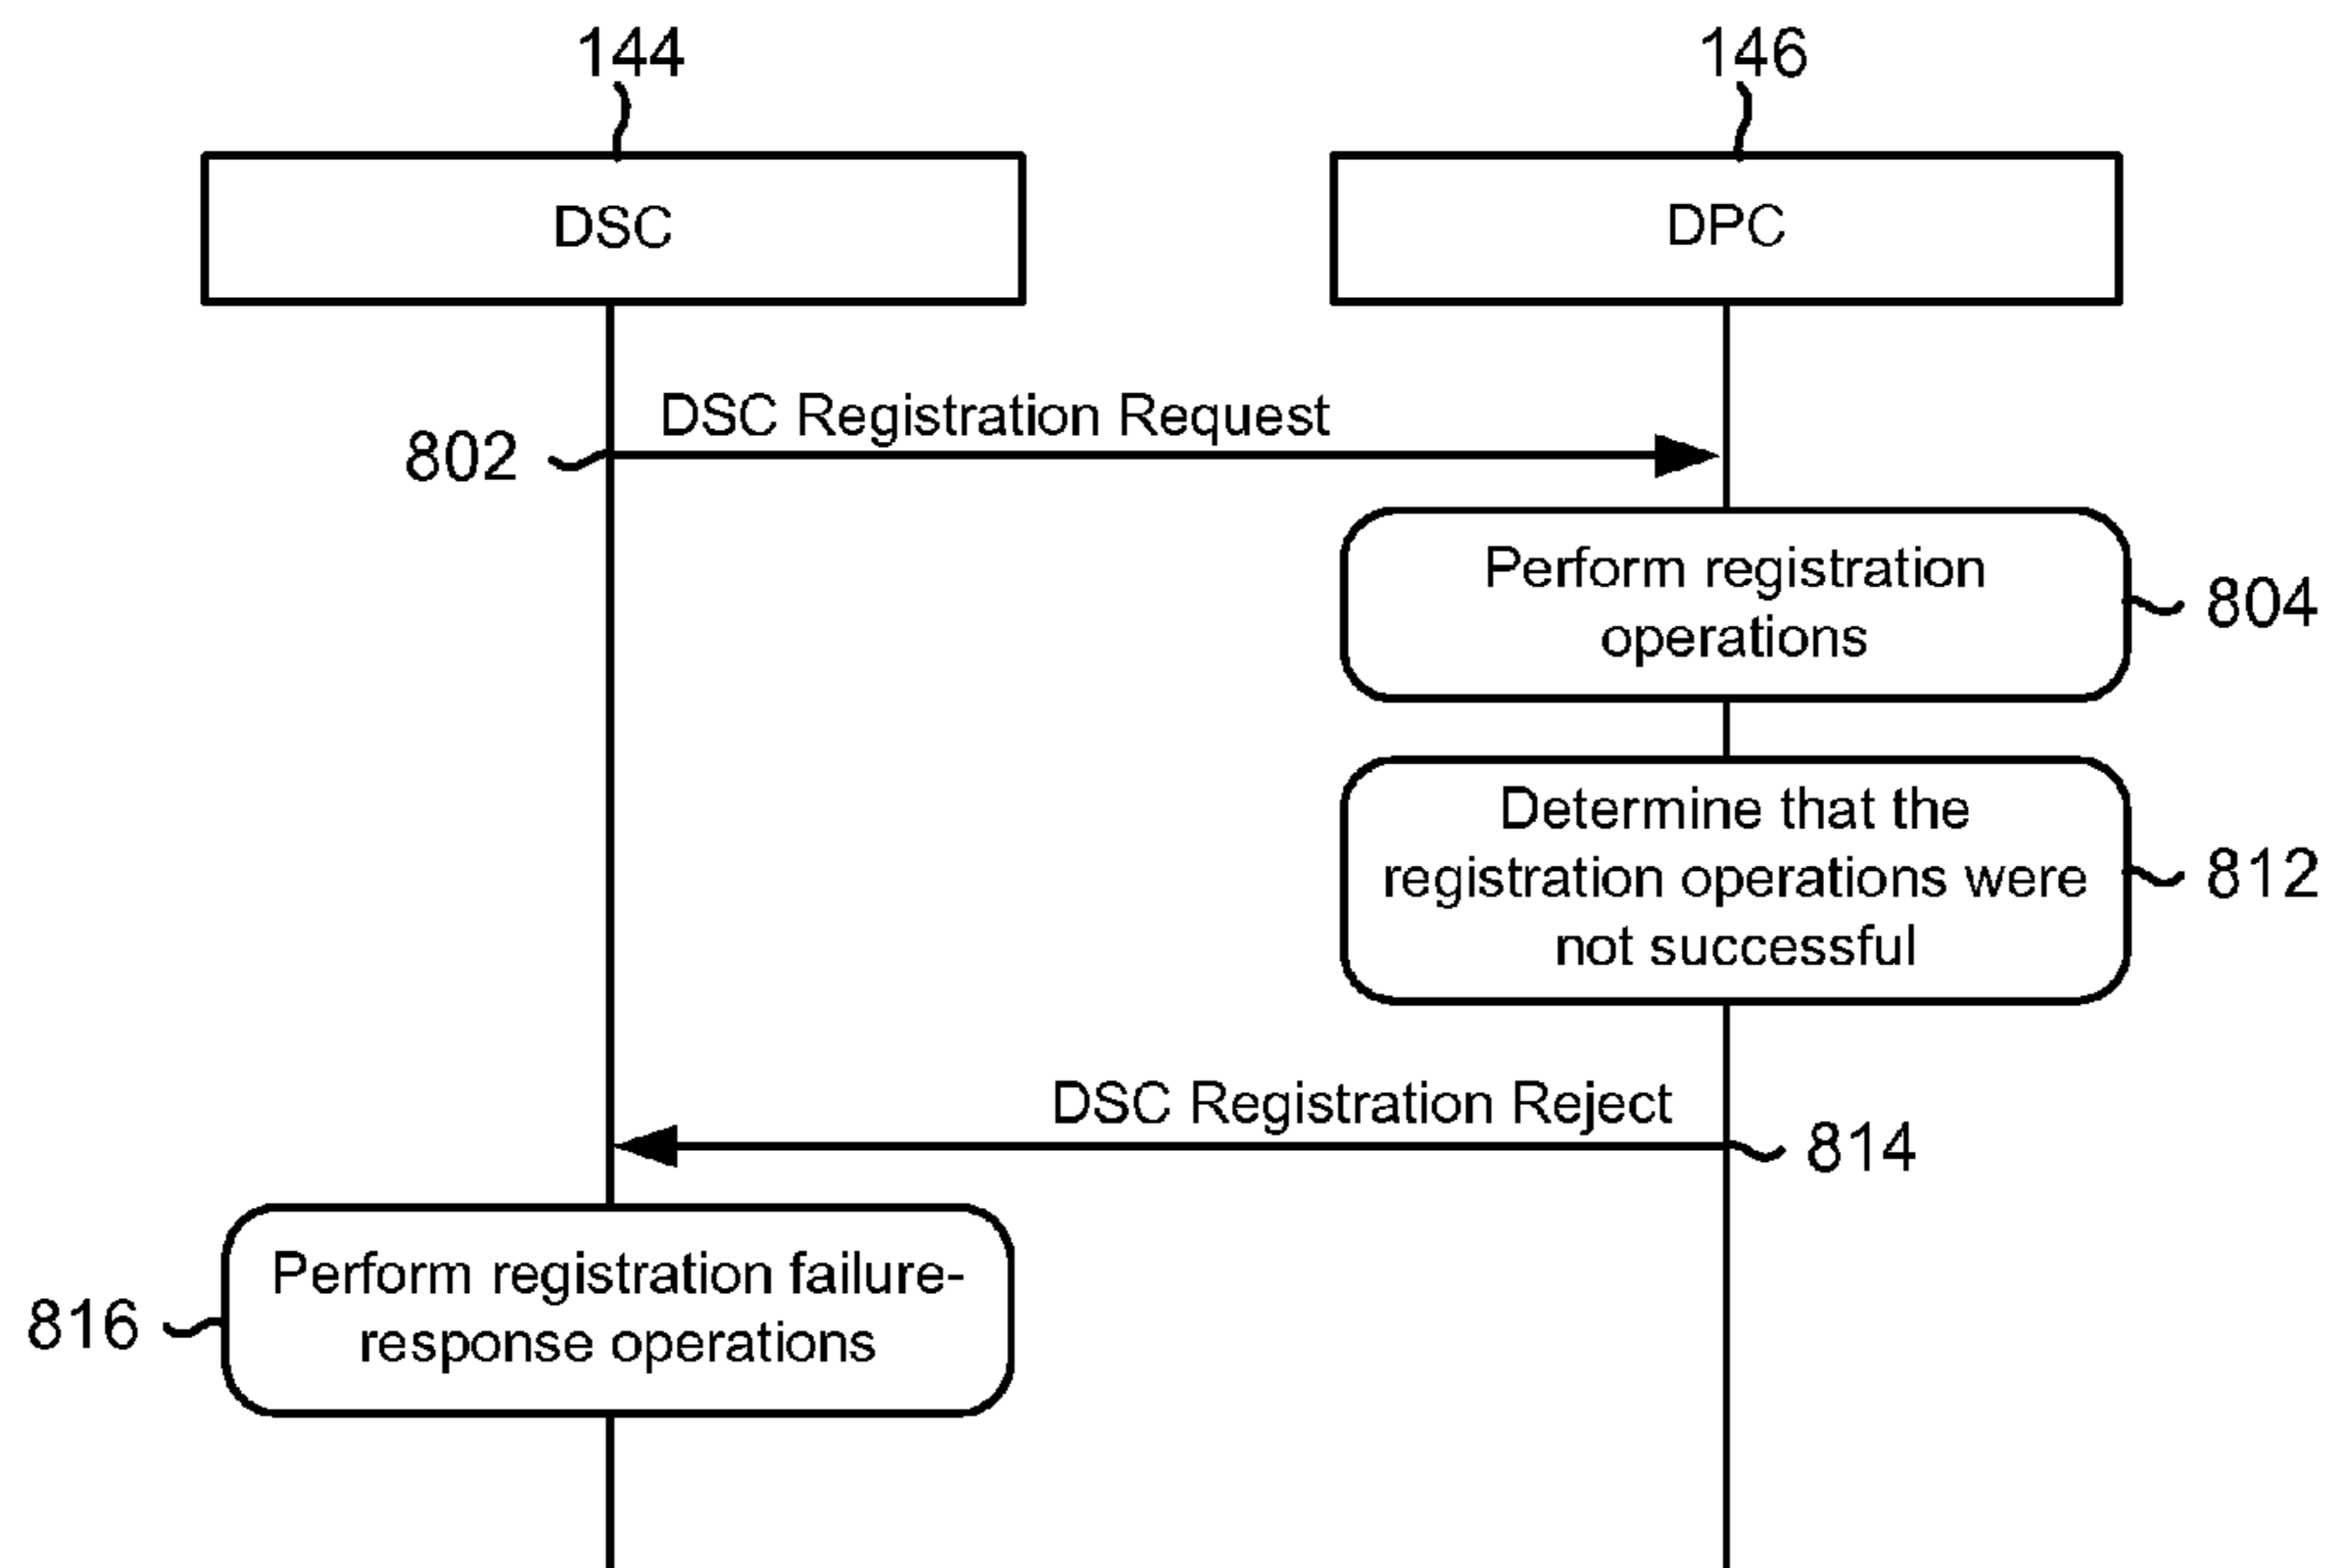 144
146
DSC
DPC
DSC Registration Request
802
Perform registration
operations
804
Determine that the
registration operations were
not successful
812
DSC Registration Reject
814
Perform registration failure-
response operations
816